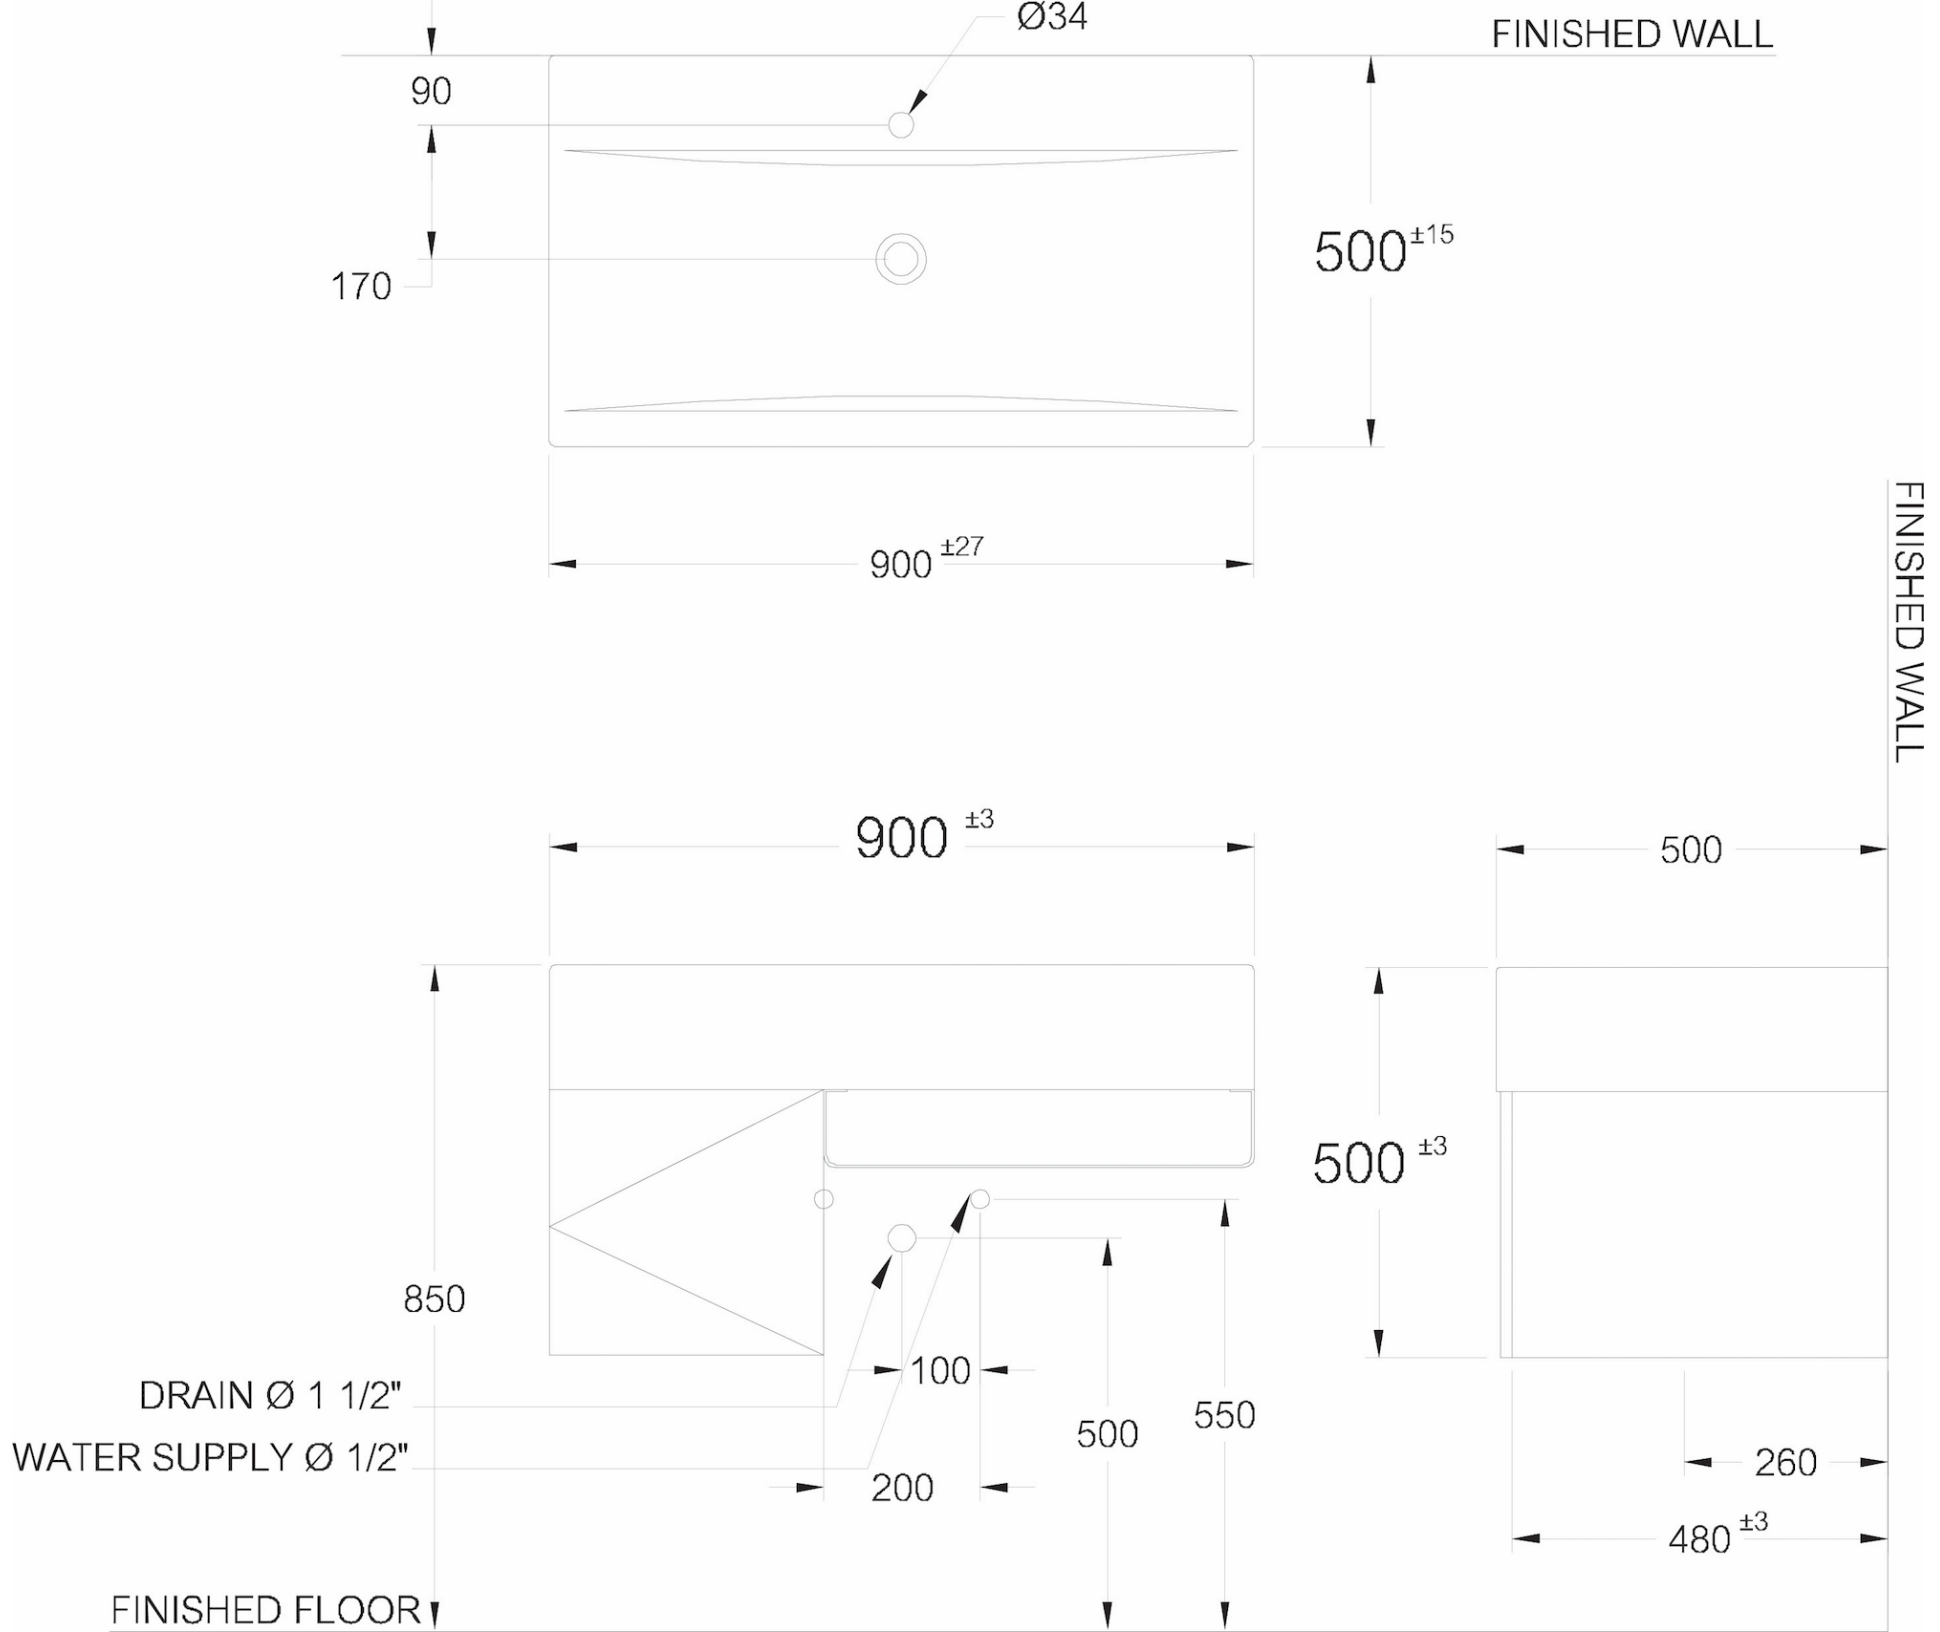 Ø34
FINISHED WALL
90
500 ±15
170
900 ±27
FINISHED WALL
900 ±3
500
500 ±3
850
100
DRAIN Ø 1 1/2"
550
500
WATER SUPPLY Ø 1/2"
260
200
480 ±3
FINISHED FLOOR